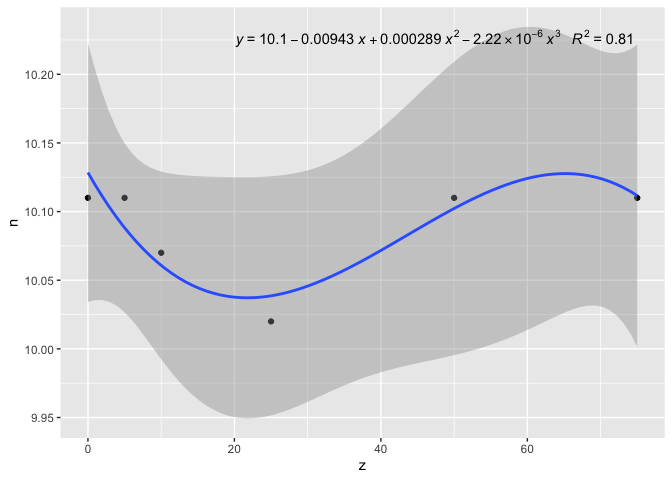 y = 10.1 – 0.00943 x + 0.000289 x² – 2.22 × 10⁻⁶ x³   R² = 0.81
10.20
10.15
10.10
10.05
10.00
9.95
n
0 20 40 60
z